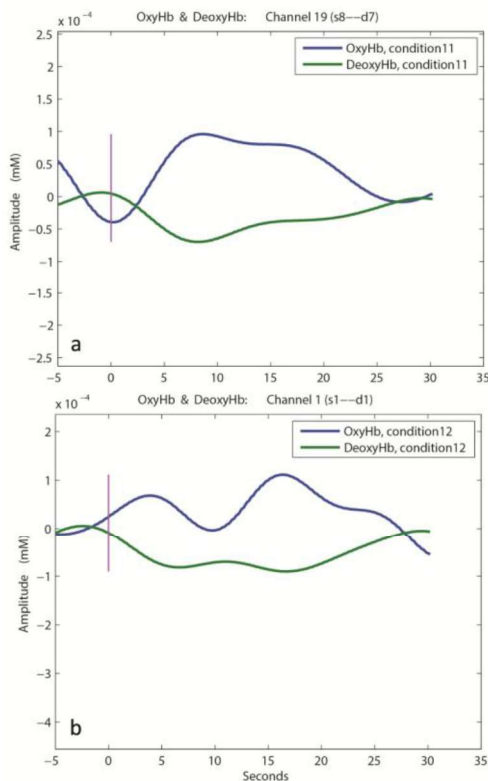 OxyHb & DeoxyHb: Channel 19 (s8––d7)
x 10⁻⁴
2.5
2
1.5
1
0.5
0
−0.5
−1
−1.5
−2
−2.5
Amplitude (mM)
OxyHb, condition11
DeoxyHb, condition11
a
-5 0 5 10 15 20 25 30 35
OxyHb & DeoxyHb: Channel 1 (s1––d1)
x 10⁻⁴
2
1
0
−1
−2
−3
−4
Amplitude (mM)
OxyHb, condition12
DeoxyHb, condition12
b
-5 0 5 10 15 20 25 30 35
Seconds